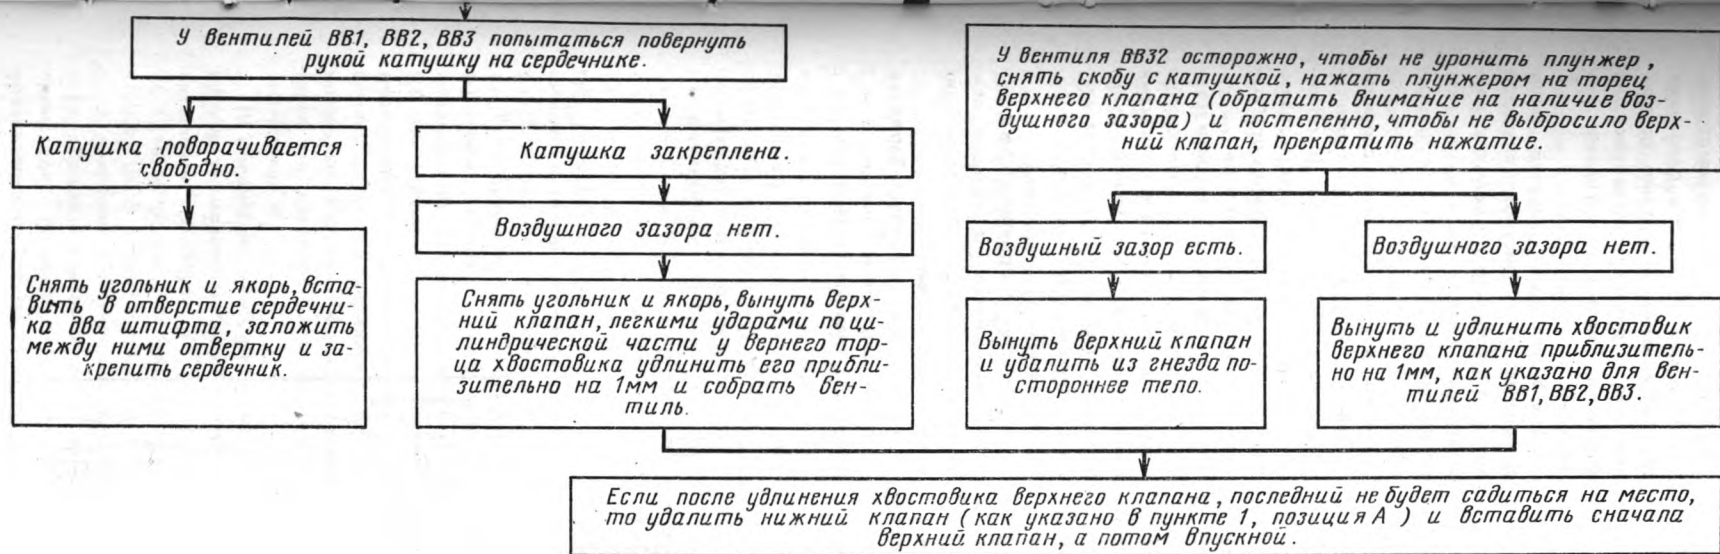 У вентилей ВВ1, ВВ2, ВВ3 попытаться повернуть
рукой катушку на сердечнике.
Катушка поворачивается
свободно.
Катушка закреплена.
Воздушного зазора нет.
Снять угольник и якорь, вста-
вить в отверстие сердечни-
ка два штифта, заложить
между ними отвертку и за-
крепить сердечник.
Снять угольник и якорь, вынуть верх-
ний клапан, легкими ударами по ци-
линдрической части у вернего тор-
ца хвостовика удлинить его прибли-
зительно на 1мм и собрать вен-
тиль.
У вентиля ВВ32 осторожно, чтобы не уронить плунжер,
снять скобу с катушкой, нажать плунжером на торец
верхнего клапана (обратить внимание на наличие воз-
душного зазора) и постепенно, чтобы не выбросило верх-
ний клапан, прекратить нажатие.
Воздушный зазор есть.
Воздушного зазора нет.
Вынуть верхний клапан
и удалить из гнезда по-
стороннее тело.
Вынуть и удлинить хвостовик
верхнего клапана приблизитель-
но на 1мм, как указано для вен-
тилей ВВ1, ВВ2, ВВ3.
Если после удлинения хвостовика верхнего клапана, последний не будет садиться на место,
то удалить нижний клапан (как указано в пункте 1, позиция А) и вставить сначала
верхний клапан, а потом впускной.